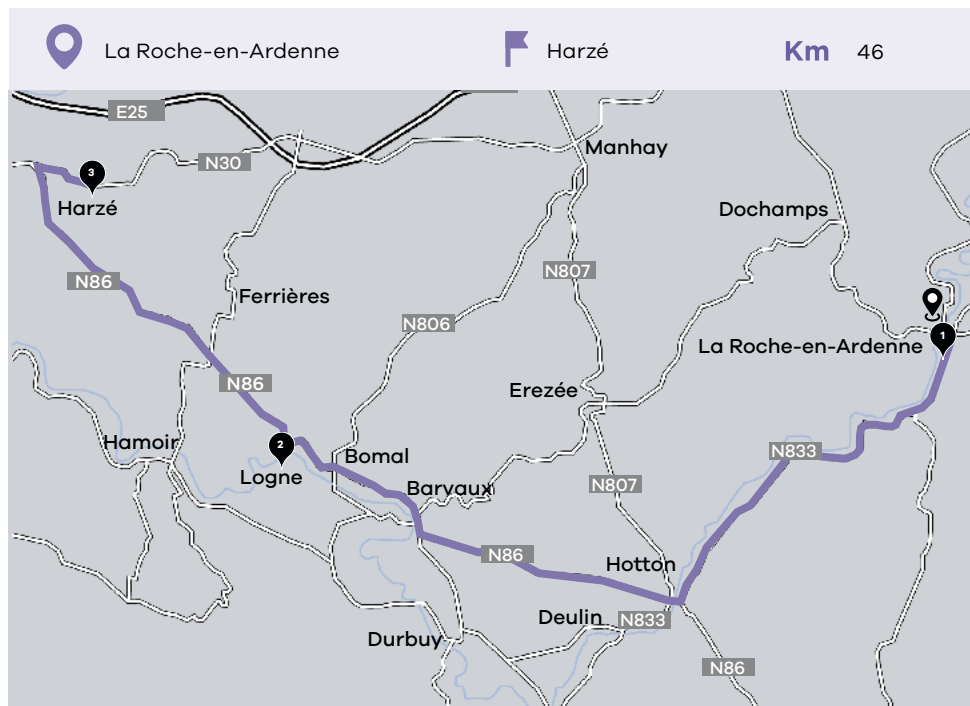 La Roche-en-Ardenne
Harzé
Km 46
E25
Manhay
N30
3
Harzé
Dochamps
N807
N86
Ferrières
N806
1
La Roche-en-Ardenne
N86
Erezée
2
Hamoir
Bomal
N833
Logne
Barvaux
N807
N86
Hotton
Deulin
N833
Durbuy
N86